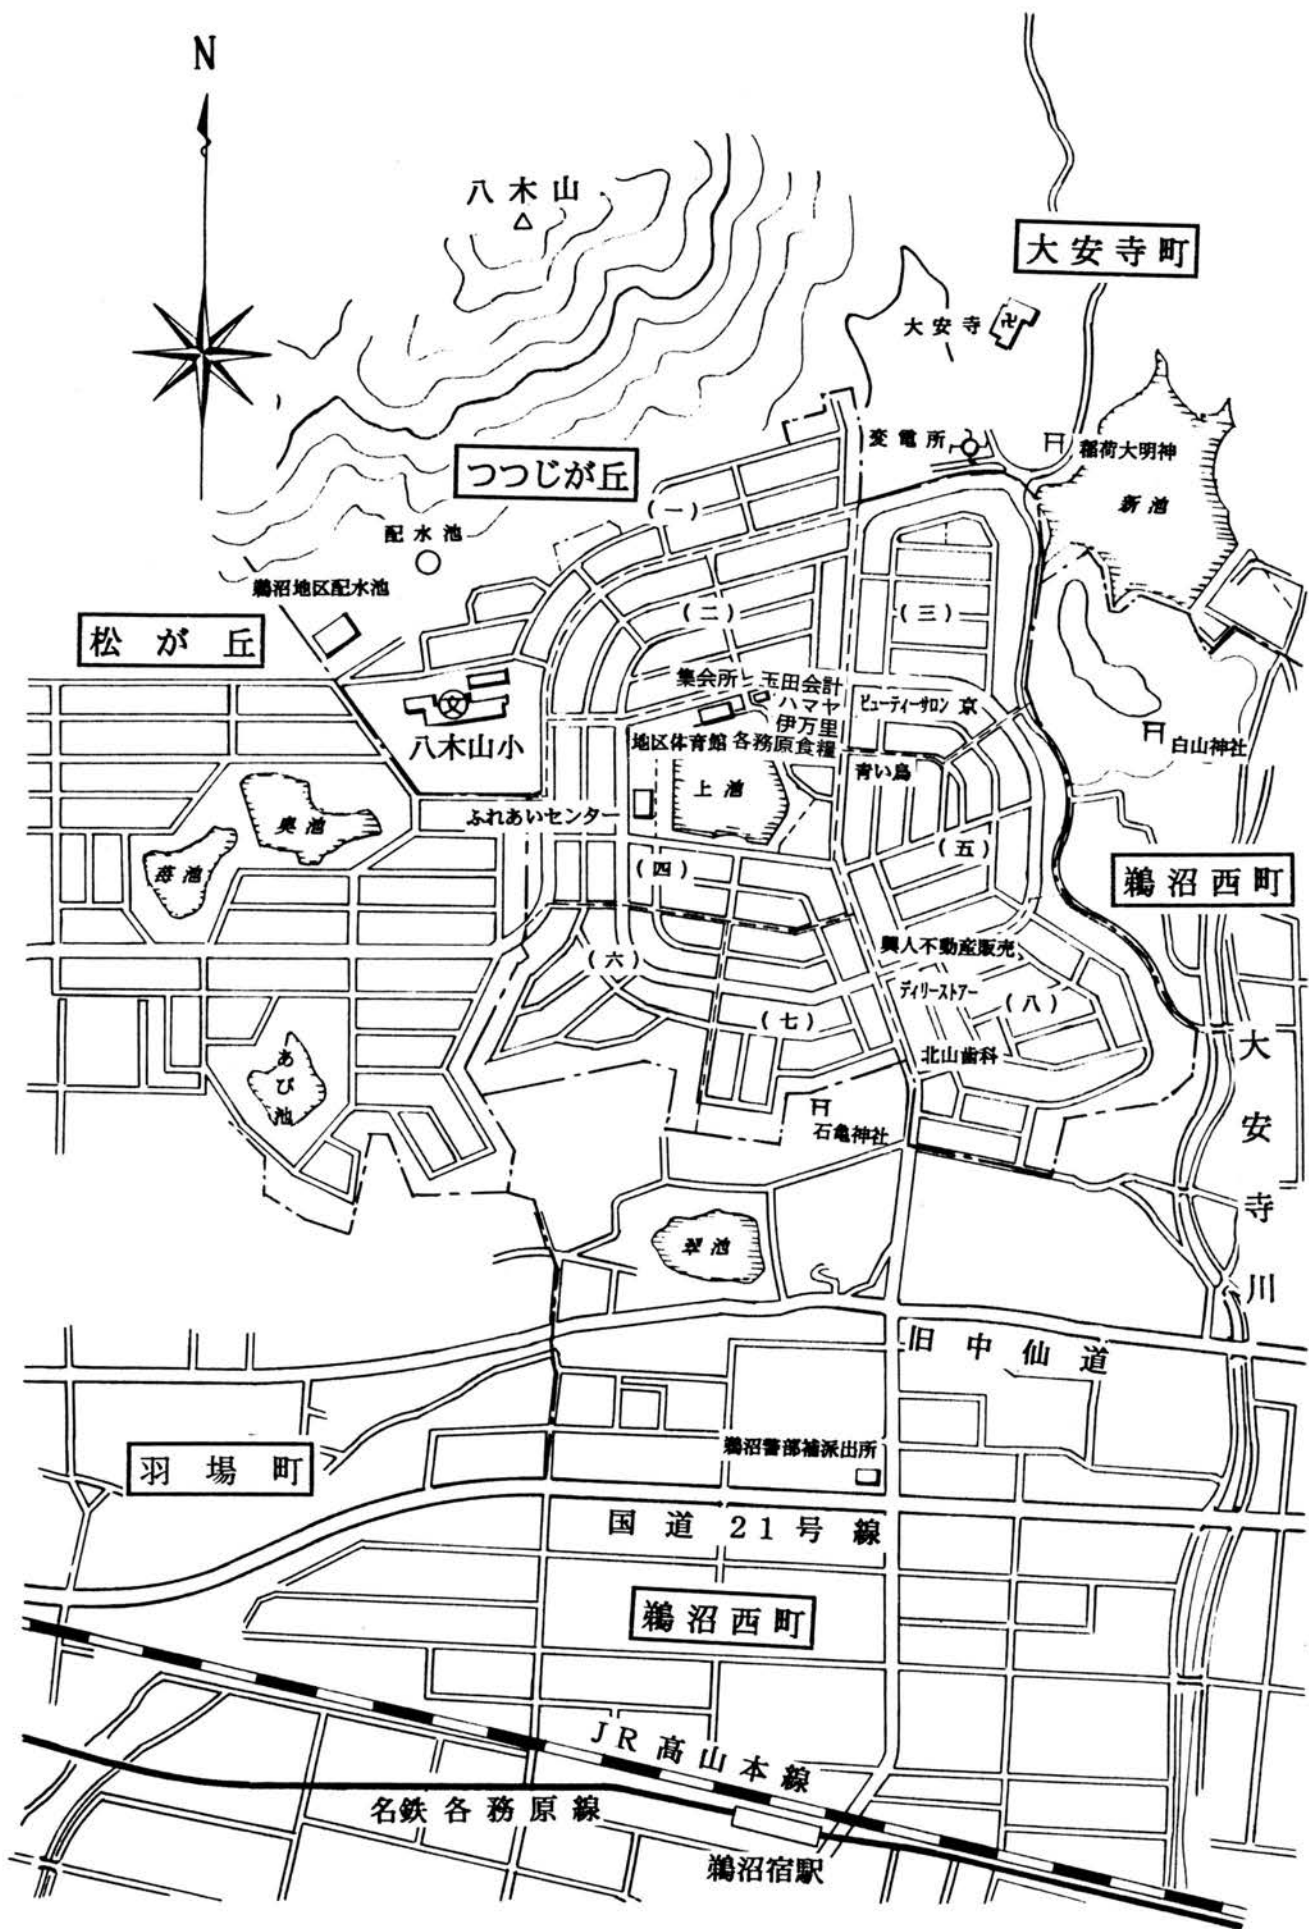 N
八木山
大安寺町
大安寺
卍
変電所
稲荷大明神
つつじが丘
新池
(一)
配水池
鵜沼地区配水池
(二)
(三)
松が丘
集会所
玉田会計
ハマヤ
ビューティーサロン 京
伊万里
文
八木山小
地区体育館
各務原食糧
白山神社
青い鳥
上池
奥池
ふれあいセンター
(五)
苺池
(四)
鵜沼西町
興人不動産販売
(六)
ディリーストアー
(八)
(七)
北山歯科
あび池
石亀神社
大安寺川
翠池
旧中仙道
鵜沼警部補派出所
羽場町
国道21号線
鵜沼西町
JR高山本線
名鉄各務原線
鵜沼宿駅